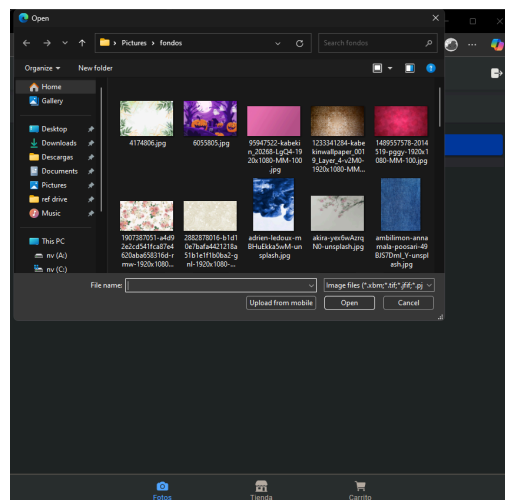 Open
Pictures > fondos
Search fondos
Organize
New folder
Home
Gallery
Desktop
Downloads
Descargas
Documents
Pictures
ref drive
Music
This PC
nv (A:)
nv (C:)
4174806.jpg
6055805.jpg
95947522-kabeki
n_20268-LgQ4-19
20x1080-MM-100
.jpg
1233341284-kabe
kinwallpaper_001
9_Layer_4-v2M0-
1920x1080-MM...
1489557578-2014
519-pggy-1920x1
080-MM-100.jpg
1907387051-a4d9
2e2cd541fca87e4
620aba658316d-r
mw-1920x1080...
2882878016-b1d1
0e7bafa4421218a
51b1e1f1b0ba2-g
nl-1920x1080-...
adrien-ledoux-m
BHuEkka5wM-un
splash.jpg
akira-yex6wAzrq
N0-unsplash.jpg
ambilimon-anna
mala-poosari-49
BJS7DmI_Y-unspl
ash.jpg
File name:
Image files (*.xbm;*.tif;*.jfif;*.pj
Upload from mobile
Open
Cancel
Fotos
Tienda
Carrito